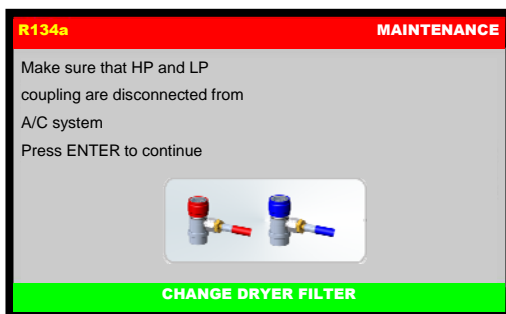 R134a MAINTENANCE
Make sure that HP and LP
coupling are disconnected from
A/C system
Press ENTER to continue
CHANGE DRYER FILTER